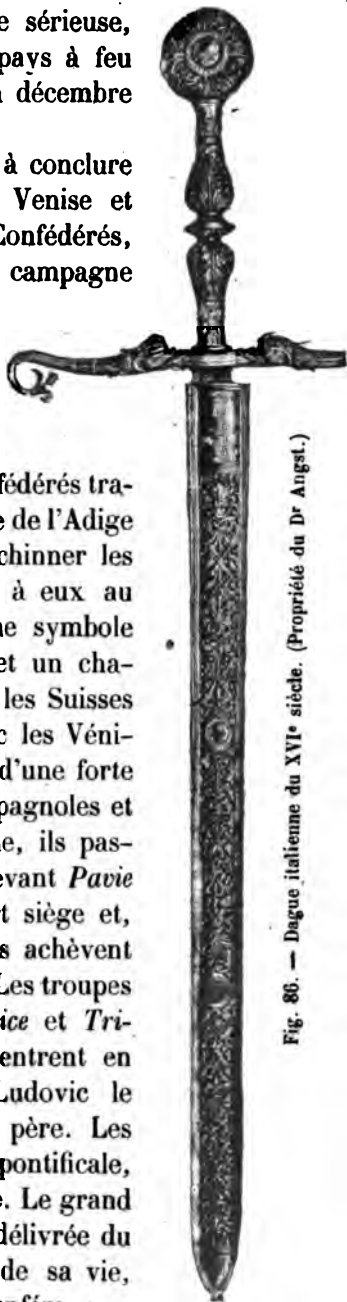 e sérieuse,
pays à feu
décembre
à conclure
Venise et
Confédérés,
campagne
fédérés tra-
e de l'Adige
chinner les
à eux au
ne symbole
et un cha-
les Suisses
c les Véni-
d'une forte
pagnoles et
e, ils pas-
evant Pavie
t siège et,
s achèvent
Les troupes
ice et Tri-
entrent en
Ludovic le
père. Les
pontificale,
e. Le grand
délivrée du
de sa vie,
Fig. 86. — Dague italienne du XVIe siècle. (Propriété du Dr Angst.)